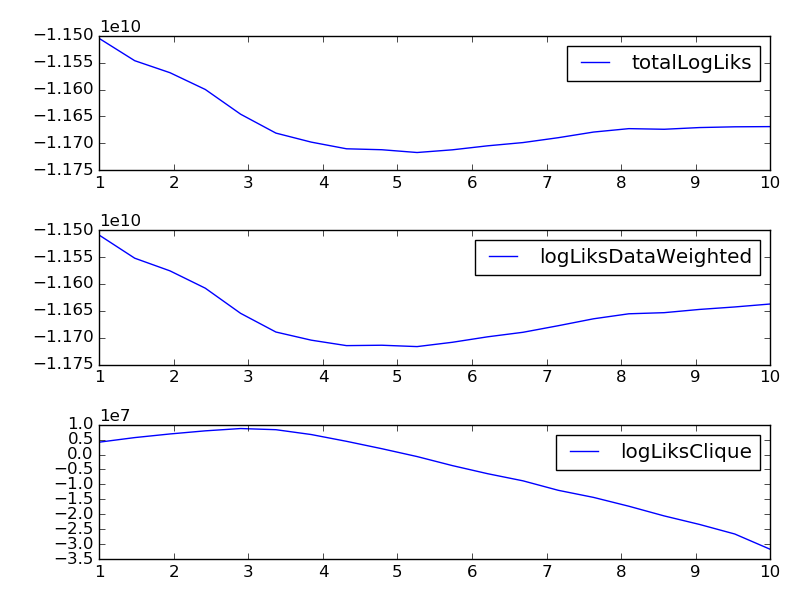 1e10
−1.150
−1.155
−1.160
−1.165
−1.170
−1.175
totalLogLiks
1 2 3 4 5 6 7 8 9 10
1e10
−1.150
−1.155
−1.160
−1.165
−1.170
−1.175
logLiksDataWeighted
1 2 3 4 5 6 7 8 9 10
1e7
1.0
0.5
0.0
−0.5
−1.0
−1.5
−2.0
−2.5
−3.0
−3.5
logLiksClique
1 2 3 4 5 6 7 8 9 10